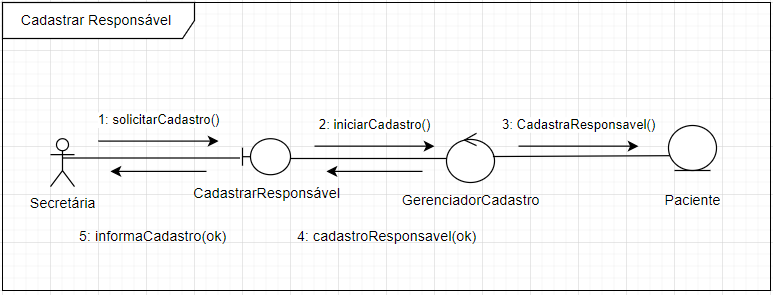 Cadastrar Responsável
1: solicitarCadastro()
2: iniciarCadastro()
3: CadastraResponsavel()
Secretária
CadastrarResponsável
GerenciadorCadastro
Paciente
5: informaCadastro(ok)
4: cadastroResponsavel(ok)